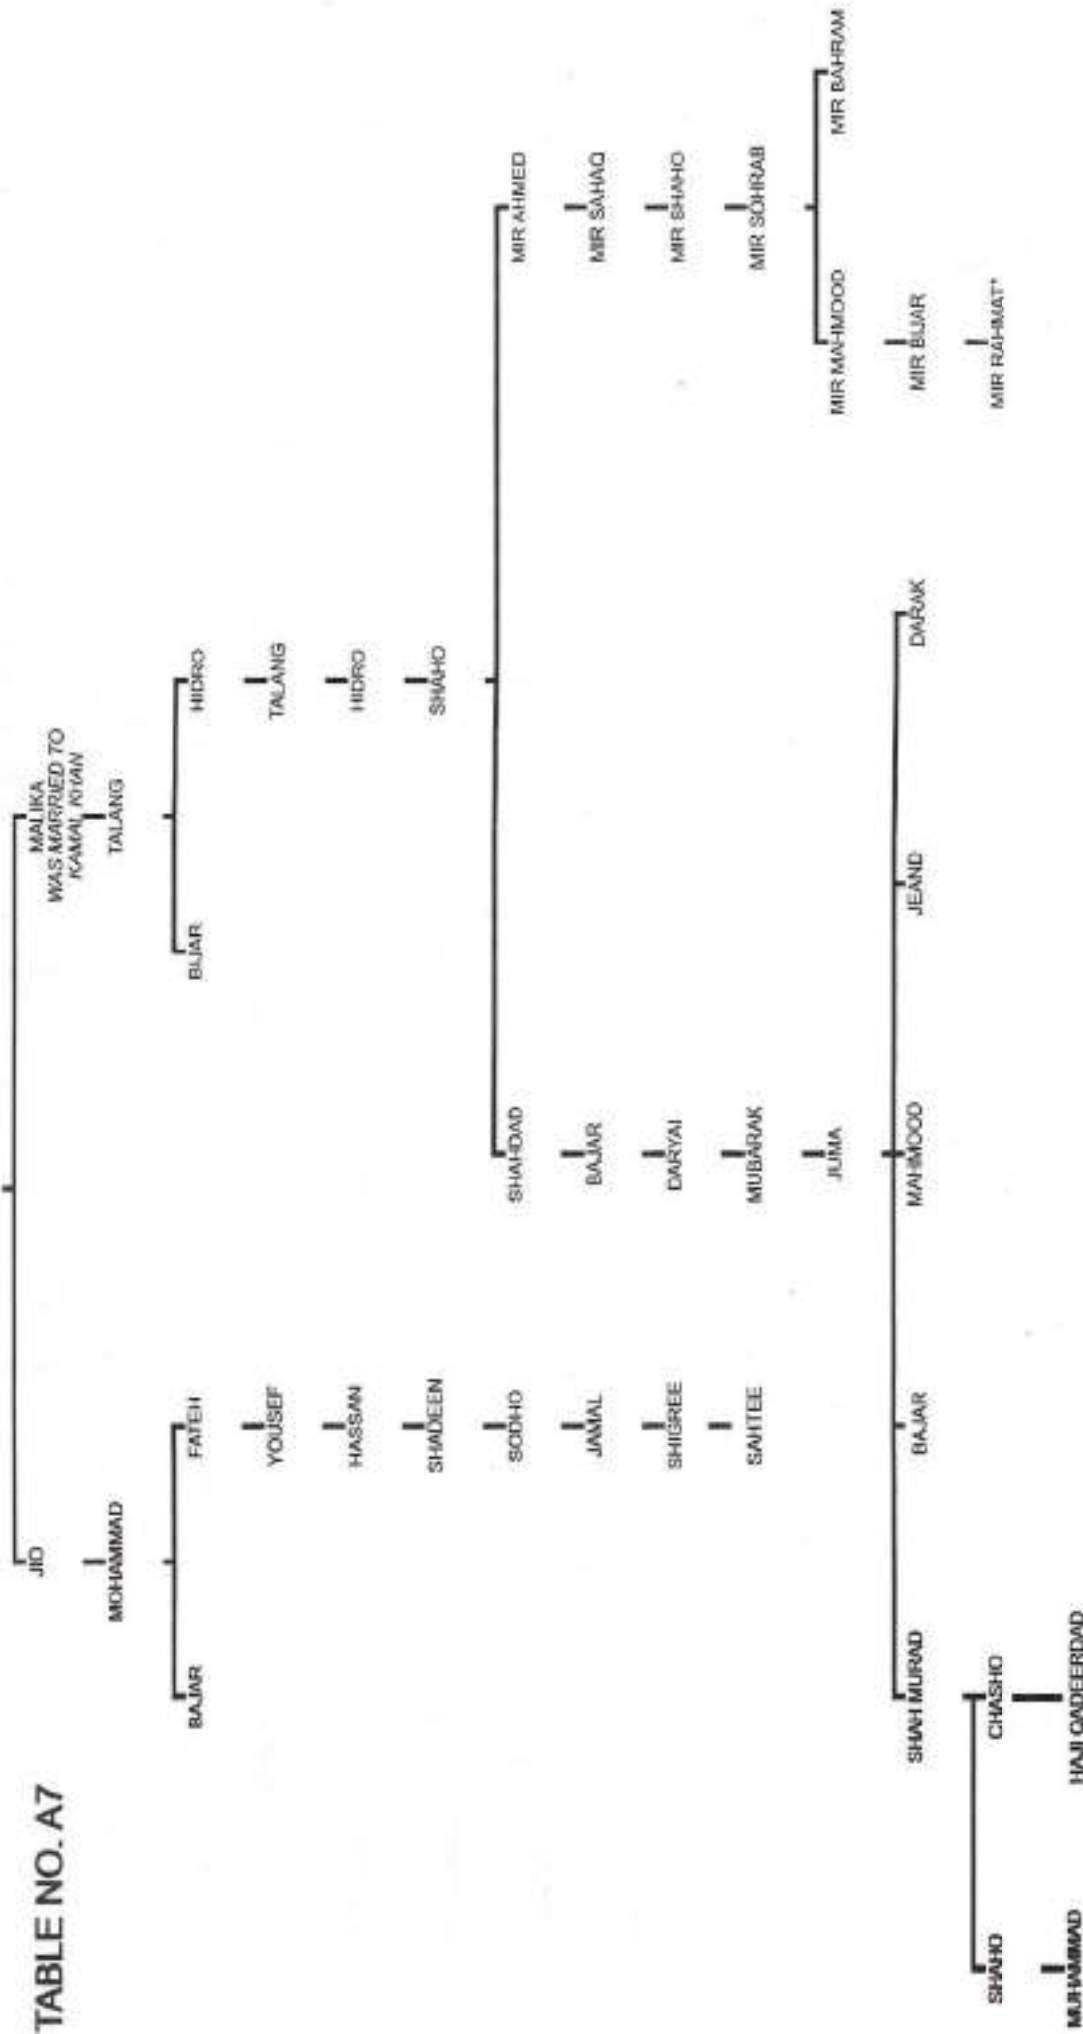 TABLE NO. A7
JIO
MALIKA
WAS MARRIED TO
KAMAL KHAN
MOHAMMAD
TALANG
BAJAR
FATEH
BIJAR
HIDRO
YOUSEF
TALANG
HASSAN
HIDRO
SHADEEN
SHAHO
SODHO
SHAHDAD
MIR AHMED
JAMAL
BAJAR
MIR SAHAQ
SHIGREE
DARYAI
MIR SHAHO
SAHTEE
MUBARAK
MIR SOHRAB
JUMA
MIR MAHMOOD
MIR BAHRAM
SHAH MURAD
BAJAR
MAHMOOD
JEAND
DARAK
MIR BIJAR
SHAHO
CHASHO
MIR RAHMAT*
MUHAMMAD
HAJI QADEERDAD